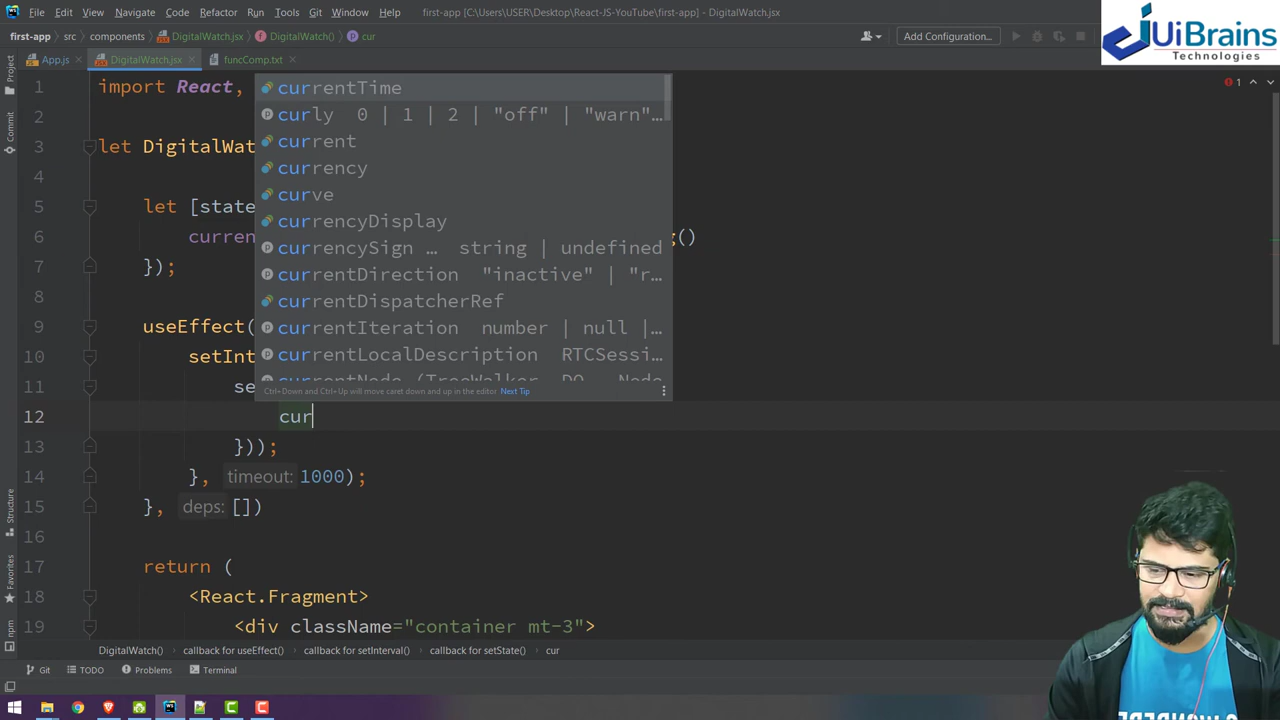 File Edit View Navigate Code Refactor Run Tools Git Window Help first-app [C:\Users\USER\Desktop\React-JS-YouTube\first-app] - DigitalWatch.jsx
UiBrains
Technologies
first-app src components DigitalWatch.jsx DigitalWatch() cur Add Configuration...
App.js DigitalWatch.jsx funcComp.txt
Project
Commit
Structure
Favorites
npm
1 import React,
2
3 let DigitalWat
4
5 let [state
6 curren g()
7 });
8
9 useEffect(
10 setInt
11 se
12 cur
13 }));
14 }, timeout: 1000);
15 }, deps: [])
16
17 return (
18 <React.Fragment>
19 <div className="container mt-3">
1
currentTime
curly 0 | 1 | 2 | "off" | "warn"…
current
currency
curve
currencyDisplay
currencySign … string | undefined
currentDirection "inactive" | "r…
currentDispatcherRef
currentIteration number | null |…
currentLocalDescription RTCSessi…
Ctrl+Down and Ctrl+Up will move caret down and up in the editor Next Tip
DigitalWatch() callback for useEffect() callback for setInterval() callback for setState() cur
Git TODO Problems Terminal